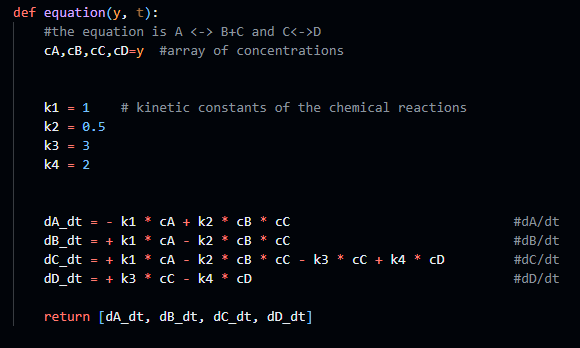 def equation(y, t):
#the equation is A <-> B+C and C<->D
cA,cB,cC,cD=y  #array of concentrations
k1 = 1    # kinetic constants of the chemical reactions
k2 = 0.5
k3 = 3
k4 = 2
dA_dt = - k1 * cA + k2 * cB * cC                             #dA/dt
dB_dt = + k1 * cA - k2 * cB * cC                             #dB/dt
dC_dt = + k1 * cA - k2 * cB * cC - k3 * cC + k4 * cD         #dC/dt
dD_dt = + k3 * cC - k4 * cD                                  #dD/dt
return [dA_dt, dB_dt, dC_dt, dD_dt]